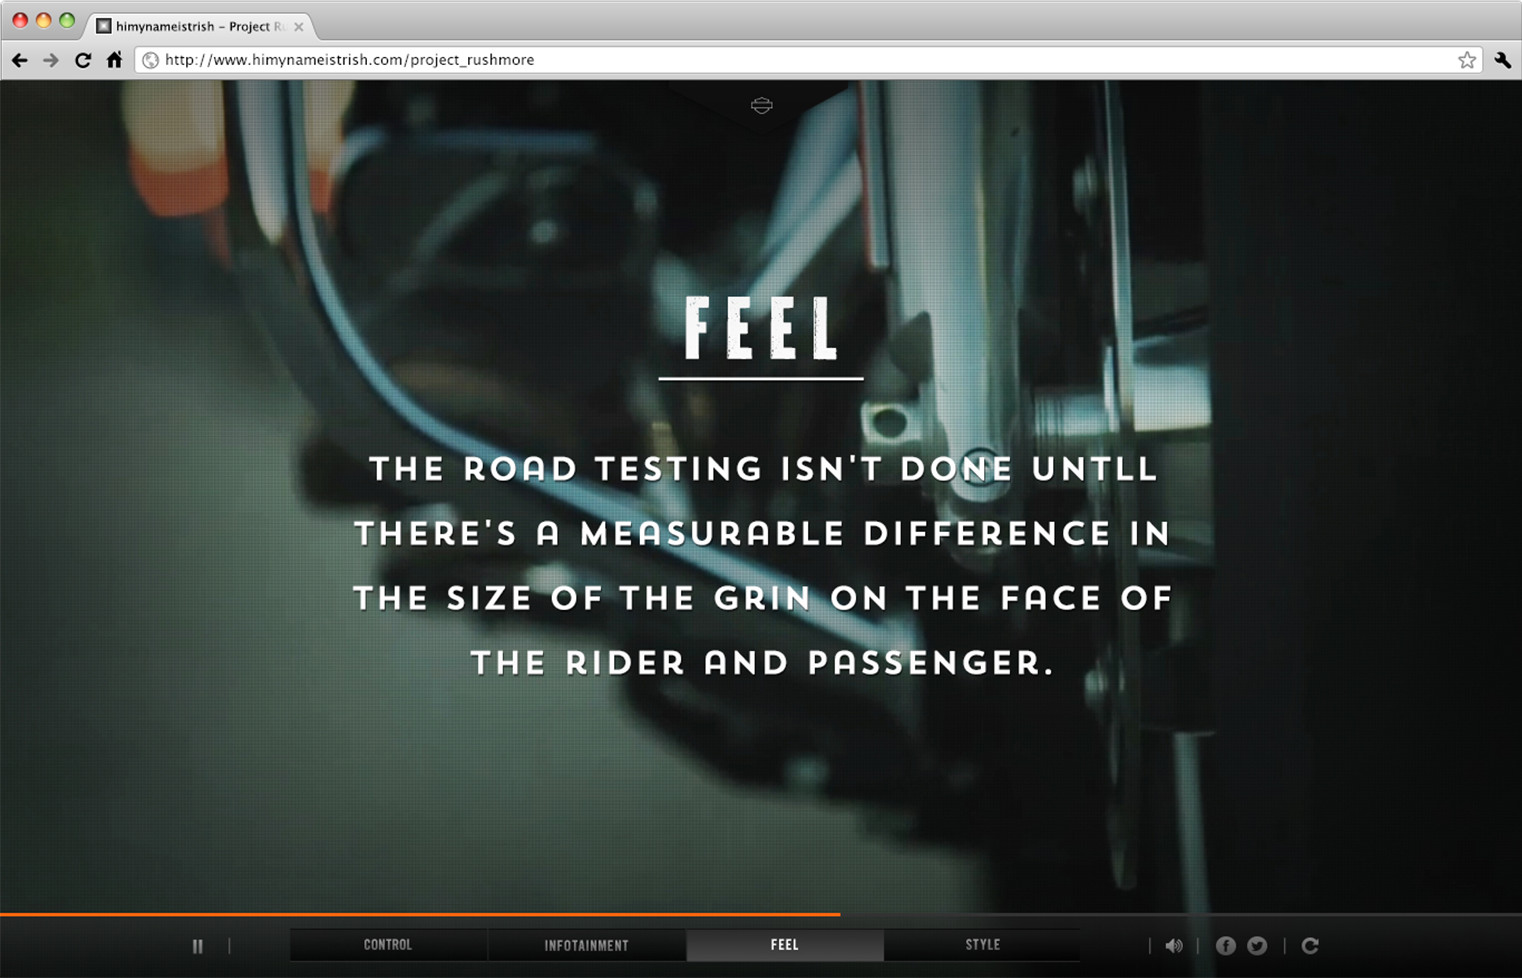 himynameistrish – Project Ru
http://www.himynameistrish.com/project_rushmore
FEEL
THE ROAD TESTING ISN'T DONE UNTLL
THERE'S A MEASURABLE DIFFERENCE IN
THE SIZE OF THE GRIN ON THE FACE OF
THE RIDER AND PASSENGER.
CONTROL INFOTAINMENT FEEL STYLE